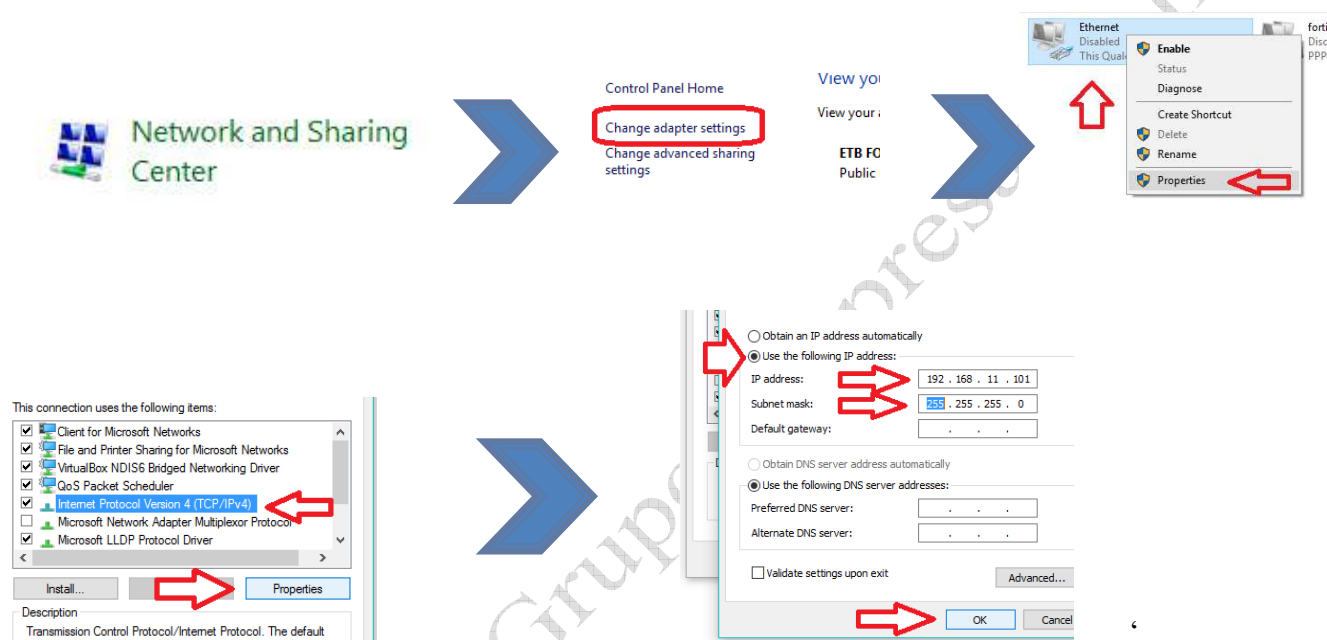 Network and Sharing
Center
Control Panel Home
Change adapter settings
Change advanced sharing
settings
View you
View your
ETB FO
Public
Ethernet
Disabled
This Qual
forti
Disc
PPP
Enable
Status
Diagnose
Create Shortcut
Delete
Rename
Properties
This connection uses the following items:
Client for Microsoft Networks
File and Printer Sharing for Microsoft Networks
VirtualBox NDIS6 Bridged Networking Driver
QoS Packet Scheduler
Internet Protocol Version 4 (TCP/IPv4)
Microsoft Network Adapter Multiplexor Protocol
Microsoft LLDP Protocol Driver
Install...
Properties
Description
Transmission Control Protocol/Internet Protocol. The default
Obtain an IP address automatically
Use the following IP address:
IP address: 192 . 168 . 11 . 101
Subnet mask: 255 . 255 . 255 . 0
Default gateway: . . .
Obtain DNS server address automatically
Use the following DNS server addresses:
Preferred DNS server: . . .
Alternate DNS server: . . .
Validate settings upon exit
Advanced...
OK
Cancel
‘
Grupo
press